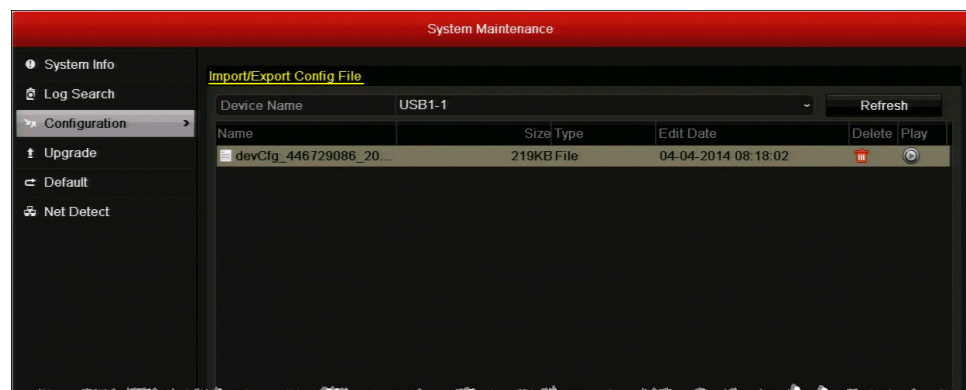 System Maintenance
System Info
Log Search
Configuration
Upgrade
Default
Net Detect
Import/Export Config File
Device Name USB1-1 Refresh
Name Size Type Edit Date Delete Play
devCfg_446729086_20... 219KB File 04-04-2014 08:18:02